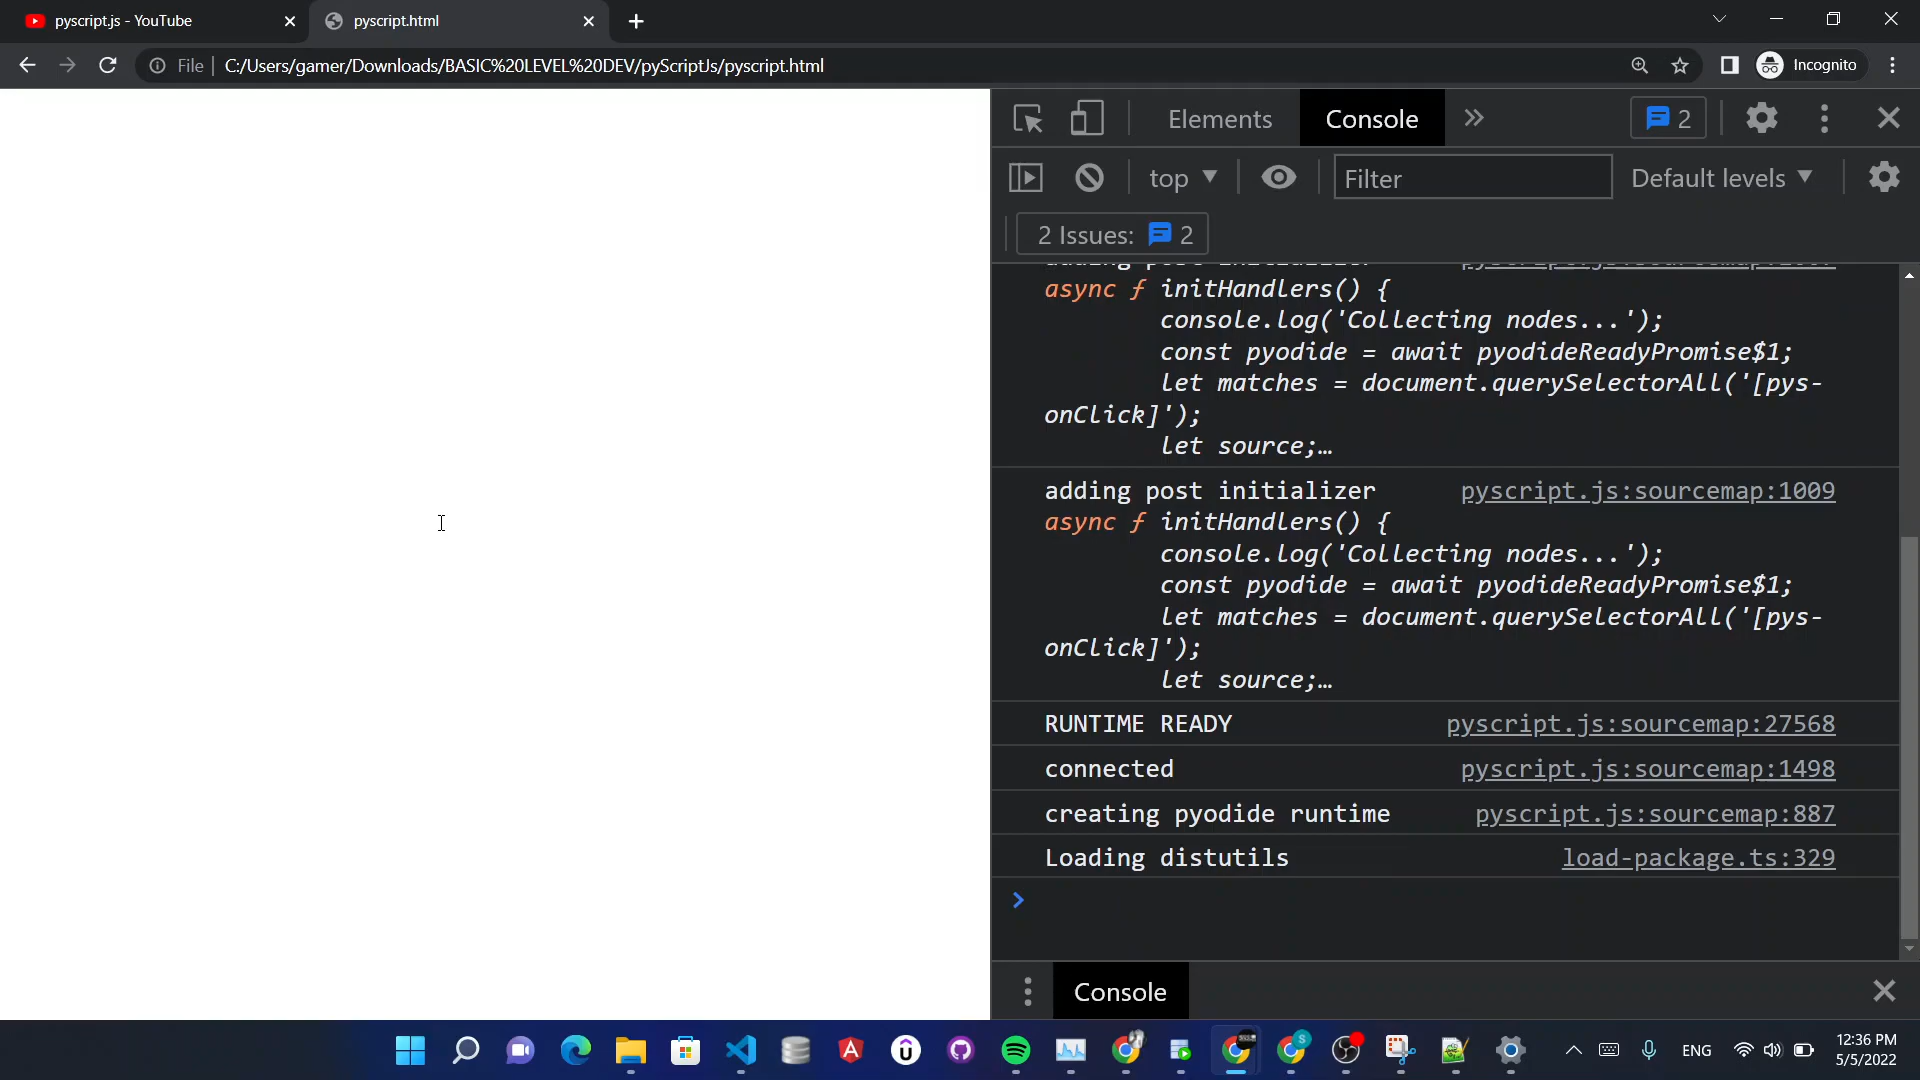 pyscript.js - YouTube
pyscript.html
File
C:/Users/gamer/Downloads/BASIC%20LEVEL%20DEV/pyScriptJs/pyscript.html
Incognito
Elements
Console
2
top
Filter
Default levels
2 Issues:
2
async ƒ initHandlers() {
console.log('Collecting nodes...');
const pyodide = await pyodideReadyPromise$1;
let matches = document.querySelectorAll('[pys-
onClick]');
let source;…
adding post initializer pyscript.js:sourcemap:1009
async ƒ initHandlers() {
console.log('Collecting nodes...');
const pyodide = await pyodideReadyPromise$1;
let matches = document.querySelectorAll('[pys-
onClick]');
let source;…
RUNTIME READY pyscript.js:sourcemap:27568
connected pyscript.js:sourcemap:1498
creating pyodide runtime pyscript.js:sourcemap:887
Loading distutils load-package.ts:329
Console
ENG
12:36 PM
5/5/2022